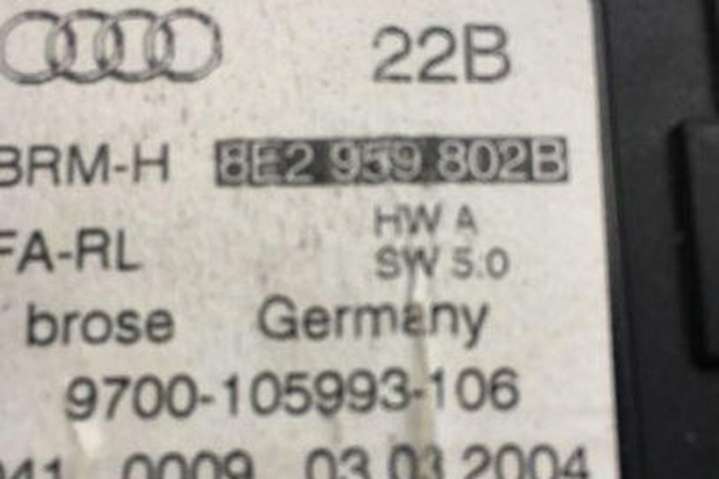 22B
BRM-H 8E2 959 802B
HW A
FA-RL
SW 5.0
brose Germany
9700-105993-106
041 0009 03.03.2004